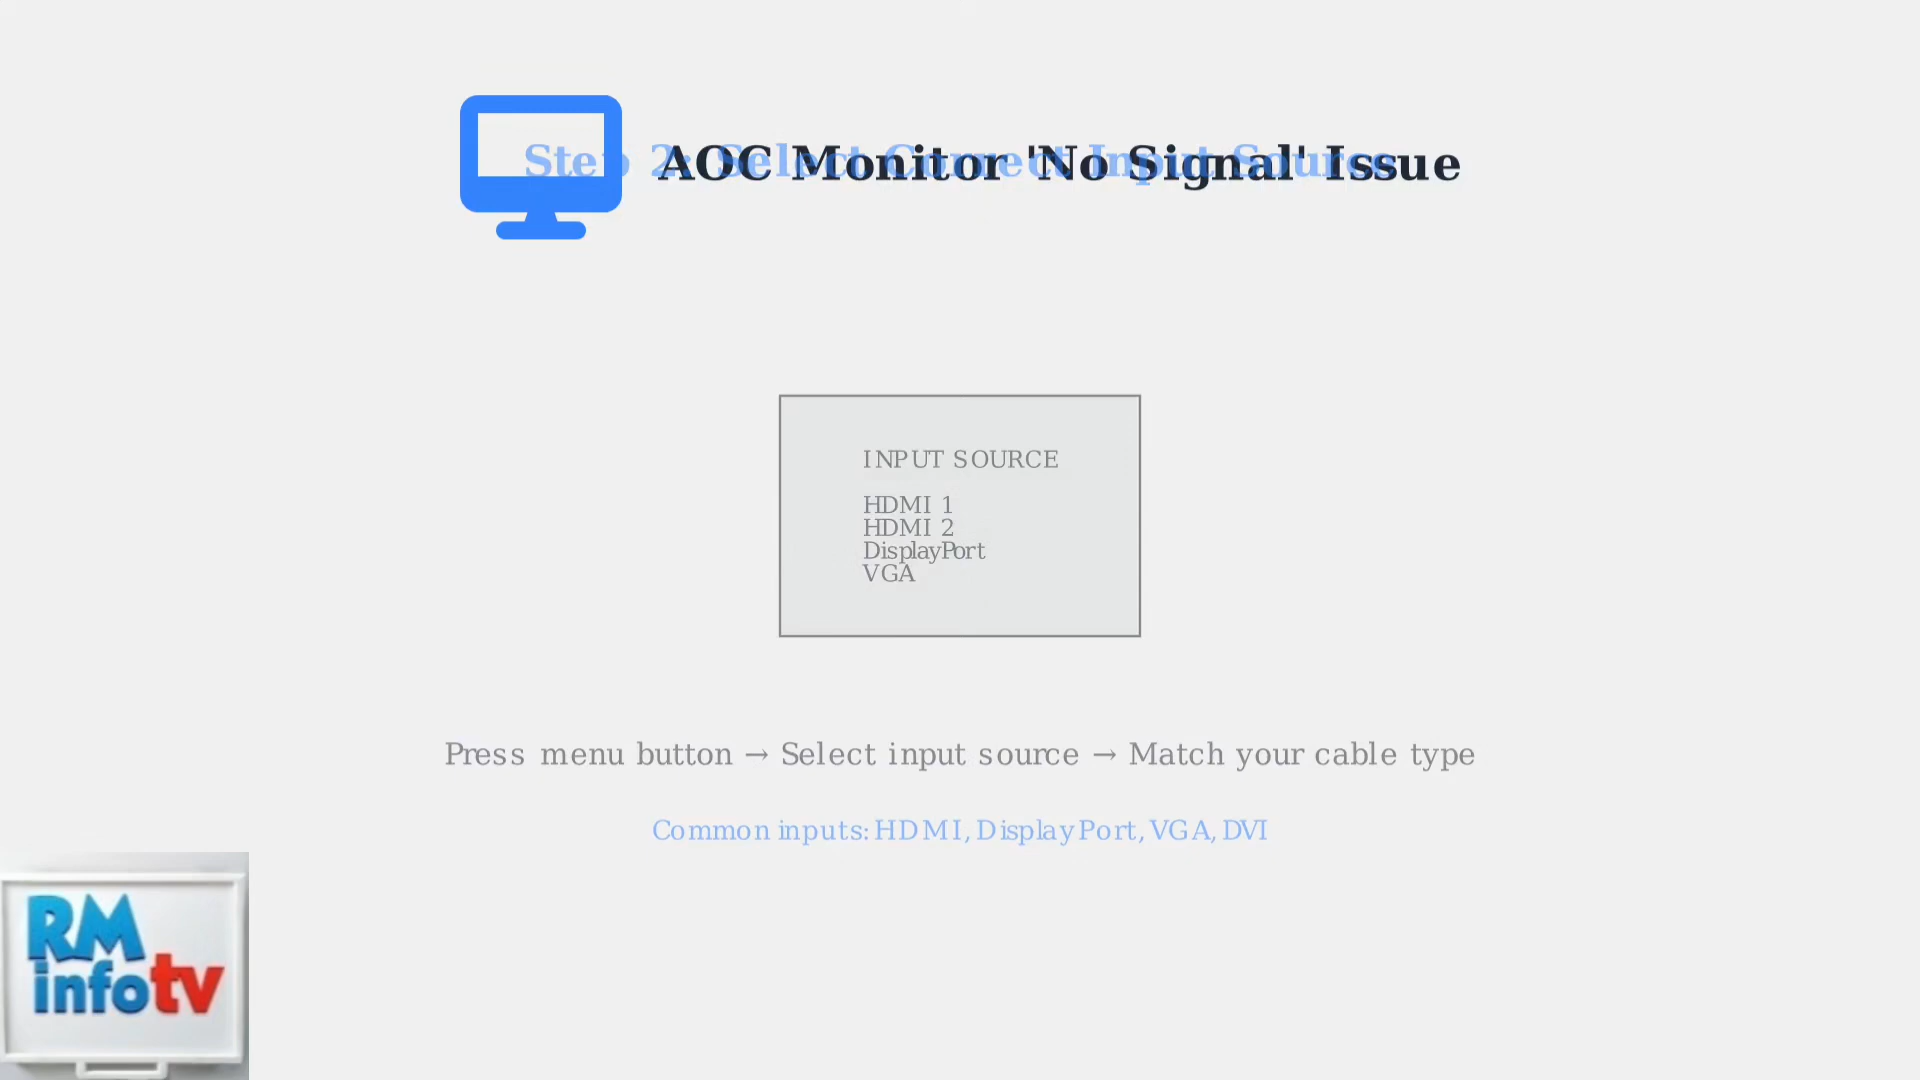 AOC Monitor 'No Signal' Issue
Step 2: Select Correct Input Source
INPUT SOURCE
HDMI 1
HDMI 2
DisplayPort
VGA
Press menu button → Select input source → Match your cable type
Common inputs: HDMI, DisplayPort, VGA, DVI
RM
infotv